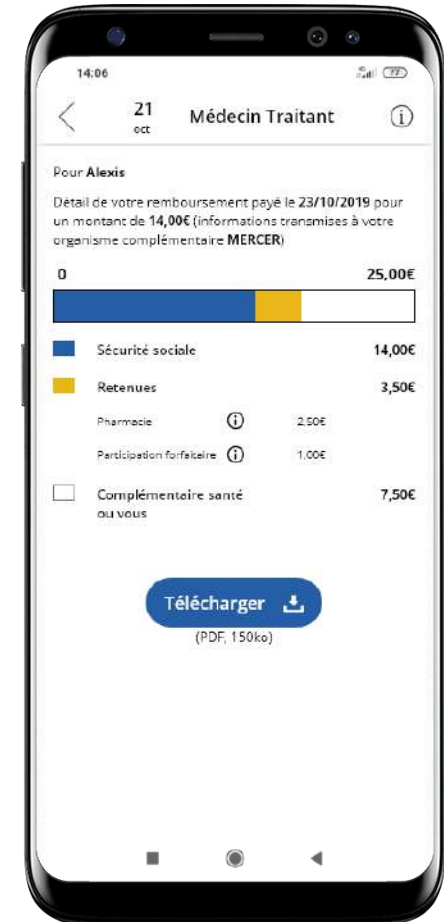 14:06
77
21
oct
Médecin Traitant
Pour Alexis
Détail de votre remboursement payé le 23/10/2019 pour
un montant de 14,00€ (informations transmises à votre
organisme complémentaire MERCER)
0 25,00€
Sécurité sociale 14,00€
Retenues 3,50€
Pharmacie 2,50€
Participation forfaitaire 1,00€
Complémentaire santé 7,50€
ou vous
Télécharger
(PDF, 150ko)